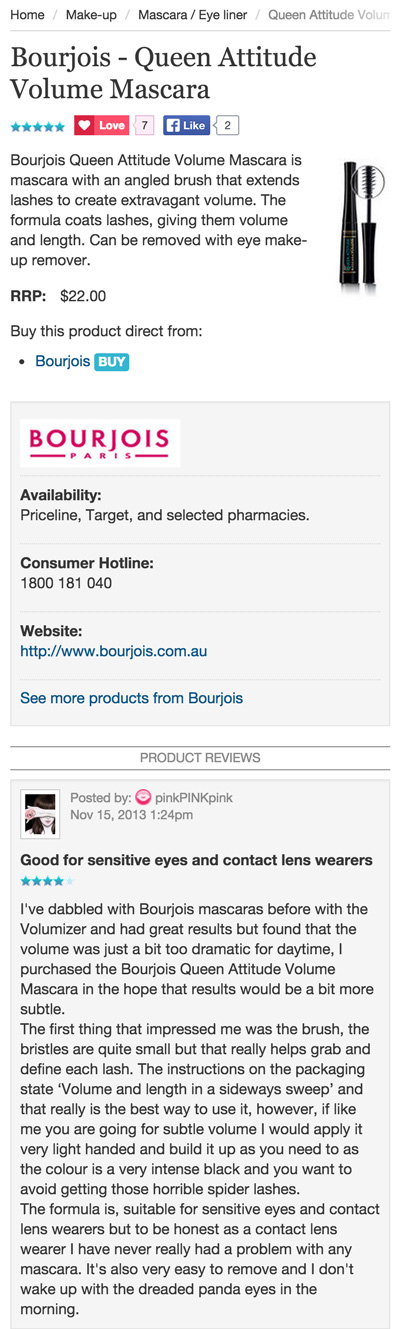 Home / Make-up / Mascara / Eye liner / Queen Attitude Volum
Bourjois - Queen Attitude
Volume Mascara
Love 7 Like 2
Bourjois Queen Attitude Volume Mascara is
mascara with an angled brush that extends
lashes to create extravagant volume. The
formula coats lashes, giving them volume
and length. Can be removed with eye make-
up remover.
RRP: $22.00
Buy this product direct from:
• Bourjois BUY
BOURJOIS
PARIS
Availability:
Priceline, Target, and selected pharmacies.
Consumer Hotline:
1800 181 040
Website:
http://www.bourjois.com.au
See more products from Bourjois
PRODUCT REVIEWS
Posted by: pinkPINKpink
Nov 15, 2013 1:24pm
Good for sensitive eyes and contact lens wearers
I've dabbled with Bourjois mascaras before with the
Volumizer and had great results but found that the
volume was just a bit too dramatic for daytime, I
purchased the Bourjois Queen Attitude Volume
Mascara in the hope that results would be a bit more
subtle.
The first thing that impressed me was the brush, the
bristles are quite small but that really helps grab and
define each lash. The instructions on the packaging
state ‘Volume and length in a sideways sweep’ and
that really is the best way to use it, however, if like
me you are going for subtle volume I would apply it
very light handed and build it up as you need to as
the colour is a very intense black and you want to
avoid getting those horrible spider lashes.
The formula is, suitable for sensitive eyes and contact
lens wearers but to be honest as a contact lens
wearer I have never really had a problem with any
mascara. It's also very easy to remove and I don't
wake up with the dreaded panda eyes in the
morning.